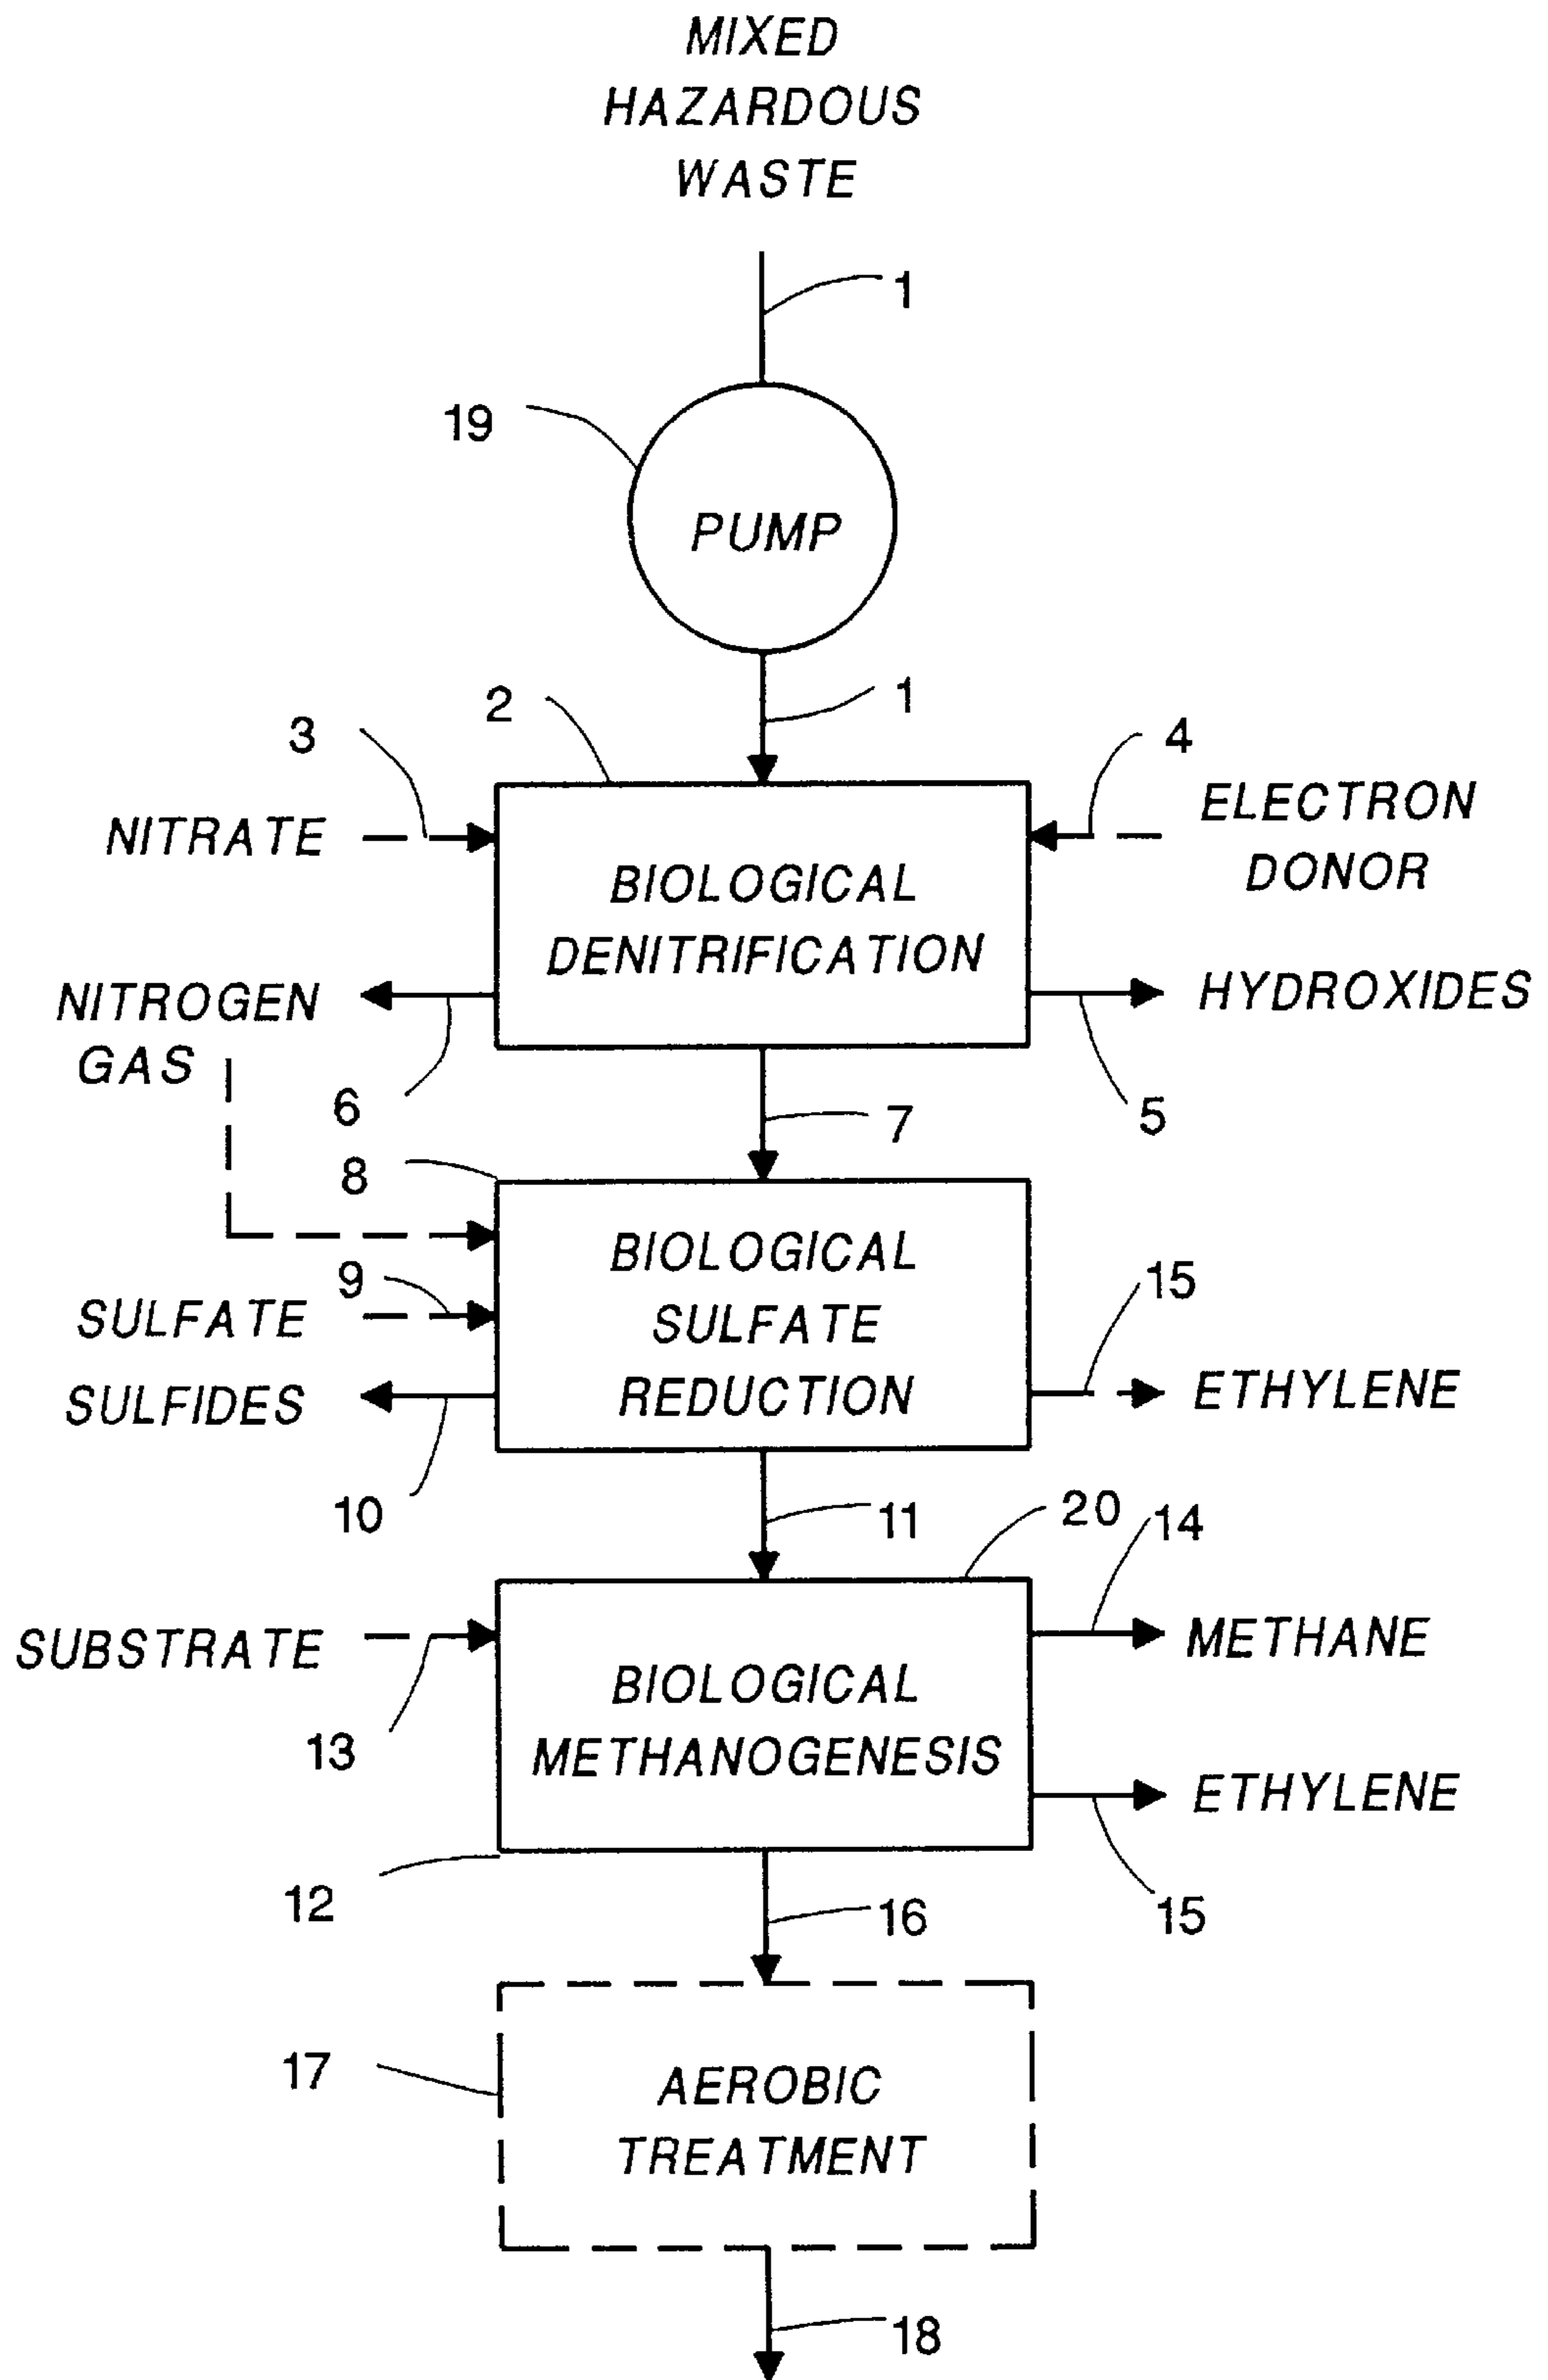 MIXED
HAZARDOUS
WASTE
1
19
PUMP
2
1
3
4
NITRATE
ELECTRON
DONOR
BIOLOGICAL
DENITRIFICATION
NITROGEN
GAS
HYDROXIDES
6
7
5
8
BIOLOGICAL
SULFATE
REDUCTION
9
15
SULFATE
SULFIDES
ETHYLENE
10
11
20
14
SUBSTRATE
METHANE
BIOLOGICAL
METHANOGENESIS
13
ETHYLENE
12
16
15
17
AEROBIC
TREATMENT
18